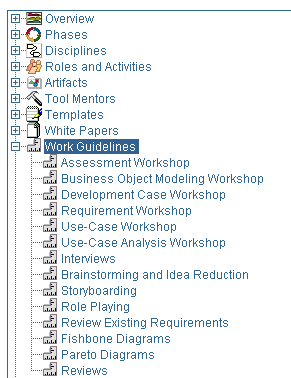 Overview
Phases
Disciplines
Roles and Activities
Artifacts
Tool Mentors
Templates
White Papers
Work Guidelines
Assessment Workshop
Business Object Modeling Workshop
Development Case Workshop
Requirement Workshop
Use-Case Workshop
Use-Case Analysis Workshop
Interviews
Brainstorming and Idea Reduction
Storyboarding
Role Playing
Review Existing Requirements
Fishbone Diagrams
Pareto Diagrams
Reviews